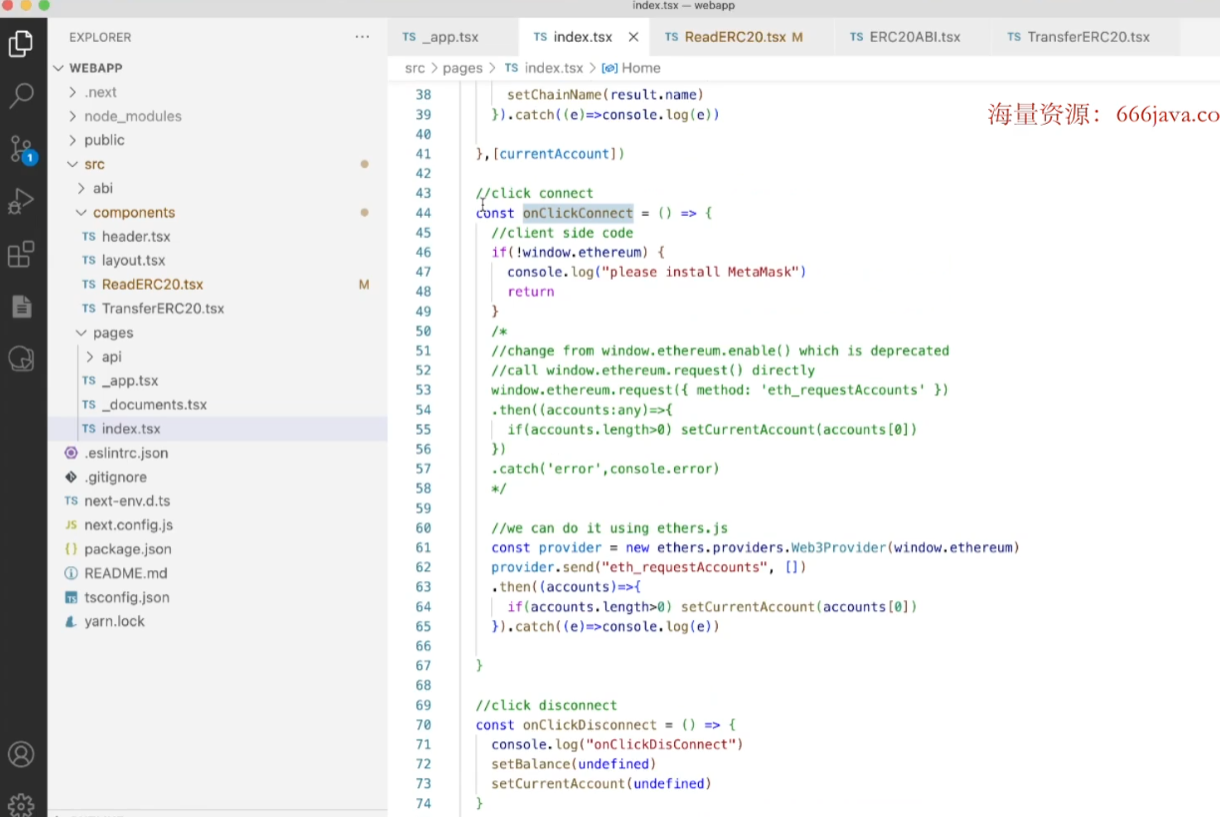 index.tsx — webapp
EXPLORER ···
WEBAPP
.next
node_modules
public
src
abi
components
TS header.tsx
TS layout.tsx
TS ReadERC20.tsx M
TS TransferERC20.tsx
pages
api
TS _app.tsx
TS _documents.tsx
TS index.tsx
.eslintrc.json
.gitignore
TS next-env.d.ts
JS next.config.js
{} package.json
README.md
TS tsconfig.json
yarn.lock
1
TS _app.tsx TS index.tsx TS ReadERC20.tsx M TS ERC20ABI.tsx TS TransferERC20.tsx
src > pages > TS index.tsx > Home
海量资源：666java.co
38 setChainName(result.name)
39 }).catch((e)=>console.log(e))
40
41 },[currentAccount])
42
43 //click connect
44 const onClickConnect = () => {
45 //client side code
46 if(!window.ethereum) {
47 console.log("please install MetaMask")
48 return
49 }
50 /*
51 //change from window.ethereum.enable() which is deprecated
52 //call window.ethereum.request() directly
53 window.ethereum.request({ method: 'eth_requestAccounts' })
54 .then((accounts:any)=>{
55 if(accounts.length>0) setCurrentAccount(accounts[0])
56 })
57 .catch('error',console.error)
58 */
59
60 //we can do it using ethers.js
61 const provider = new ethers.providers.Web3Provider(window.ethereum)
62 provider.send("eth_requestAccounts", [])
63 .then((accounts)=>{
64 if(accounts.length>0) setCurrentAccount(accounts[0])
65 }).catch((e)=>console.log(e))
66
67 }
68
69 //click disconnect
70 const onClickDisconnect = () => {
71 console.log("onClickDisConnect")
72 setBalance(undefined)
73 setCurrentAccount(undefined)
74 }